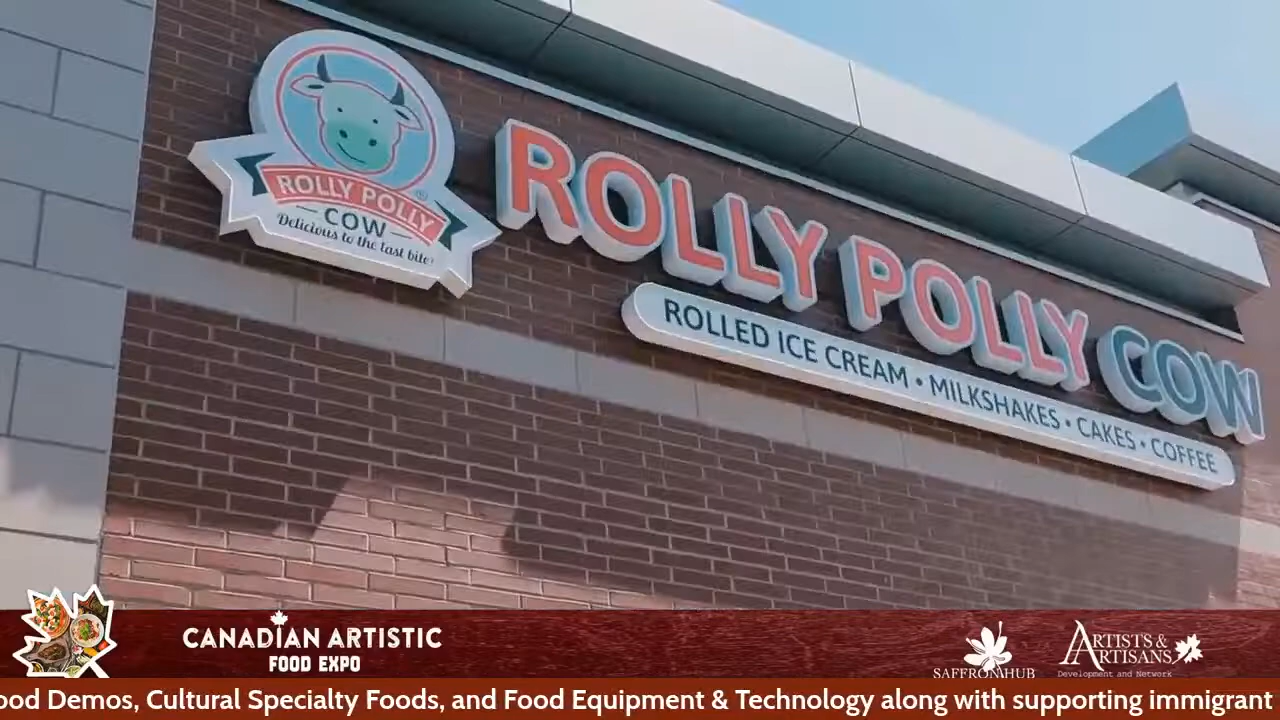 ROLLY POLLY
COW
Delicious to the last bite!
ROLLY POLLY COW
ROLLED ICE CREAM • MILKSHAKES • CAKES • COFFEE
CANADIAN ARTISTIC
FOOD EXPO
SAFFRON HUB
ARTISTS &
ARTISANS
Development and Network
ood Demos, Cultural Specialty Foods, and Food Equipment & Technology along with supporting immigrant